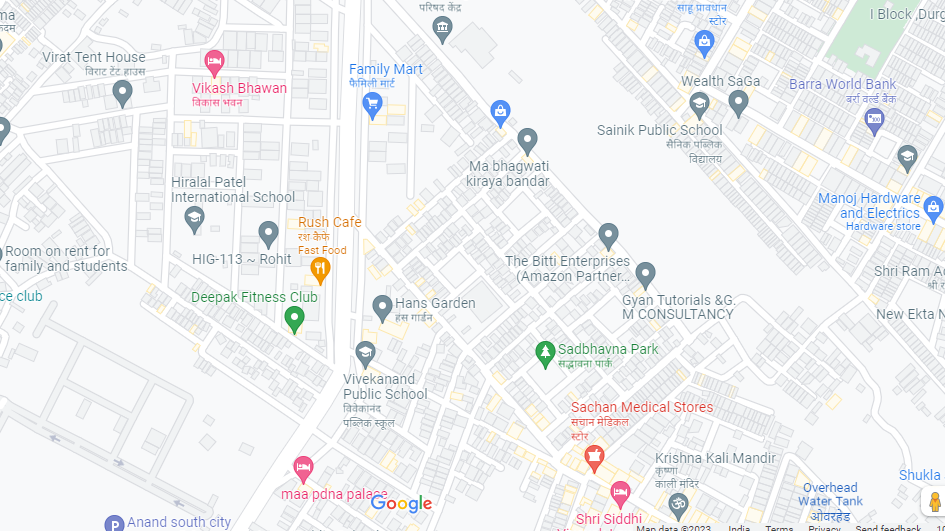 परिषद केंद्र
साहू प्रावधान
स्टोर
I Block ,Durg
Virat Tent House
विराट टेंट हाउस
Vikash Bhawan
विकास भवन
Family Mart
फैमिली मार्ट
Wealth SaGa
Barra World Bank
बर्रा वर्ल्ड बैंक
Sainik Public School
सैनिक पब्लिक
विद्यालय
Ma bhagwati
kiraya bandar
Hiralal Patel
International School
Manoj Hardware
and Electrics
Hardware store
Rush Cafe
रश कैफे
Fast Food
HIG-113 ~ Rohit
Room on rent for
family and students
The Bitti Enterprises
(Amazon Partner...
Shri Ram Ac
Deepak Fitness Club
ce club
Hans Garden
हंस गार्डन
Gyan Tutorials &G.
M CONSULTANCY
New Ekta N
Sadbhavna Park
सद्भावना पार्क
Vivekanand
Public School
विवेकानंद
पब्लिक स्कूल
Sachan Medical Stores
सचान मेडिकल
स्टोर
Krishna Kali Mandir
कृष्णा
काली मंदिर
Shukla
maa pdna palase
Google
Overhead
Water Tank
ओवरहेड
Shri Siddhi
Anand south city
Map data ©2023
India
Terms
Privacy
Send feedback